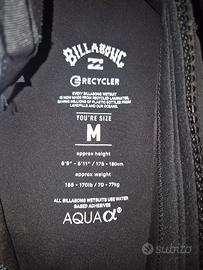 BILLABONG
RECYCLER
EVERY BILLABONG WETSUIT
IS NOW MADE FROM RECYCLED LAMINATES,
SAVING MILLIONS OF PLASTIC BOTTLES FROM
LANDFILLS AND OUR OCEANS.
YOU'RE SIZE
M
approx height
5'9" - 5'11" / 175 - 180cm
approx weight
155 - 170lb / 70 - 77kg
ALL BILLABONG WETSUITS USE WATER
BASED ADHESIVES
AQUA α®
subito